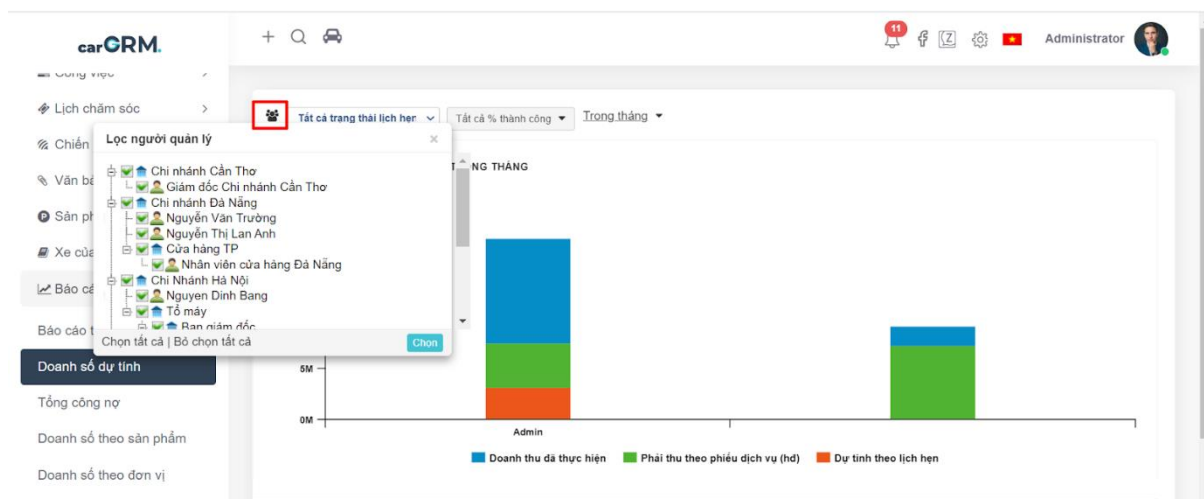 carGRM.
11
Administrator
Công việc
Lịch chăm sóc
Tất cả trạng thái lịch hẹn
Tất cả % thành công
Trong tháng
Chiến
Lọc người quản lý
×
NG THÁNG
Văn bả
Chi nhánh Cần Thơ
Giám đốc Chi nhánh Cần Thơ
Chi nhánh Đà Nẵng
Sản ph
Nguyễn Văn Trường
Nguyễn Thị Lan Anh
Xe của
Cửa hàng TP
Nhân viên cửa hàng Đà Nẵng
Báo cá
Chi Nhánh Hà Nội
Nguyen Dinh Bang
Tổ máy
Ban giám đốc
Báo cáo t
Chọn tất cả | Bỏ chọn tất cả
Chọn
Doanh số dự tính
5M
Tổng công nợ
0M
Admin
Doanh số theo sản phẩm
Doanh thu đã thực hiện
Phải thu theo phiếu dịch vụ (hd)
Dự tính theo lịch hẹn
Doanh số theo đơn vị